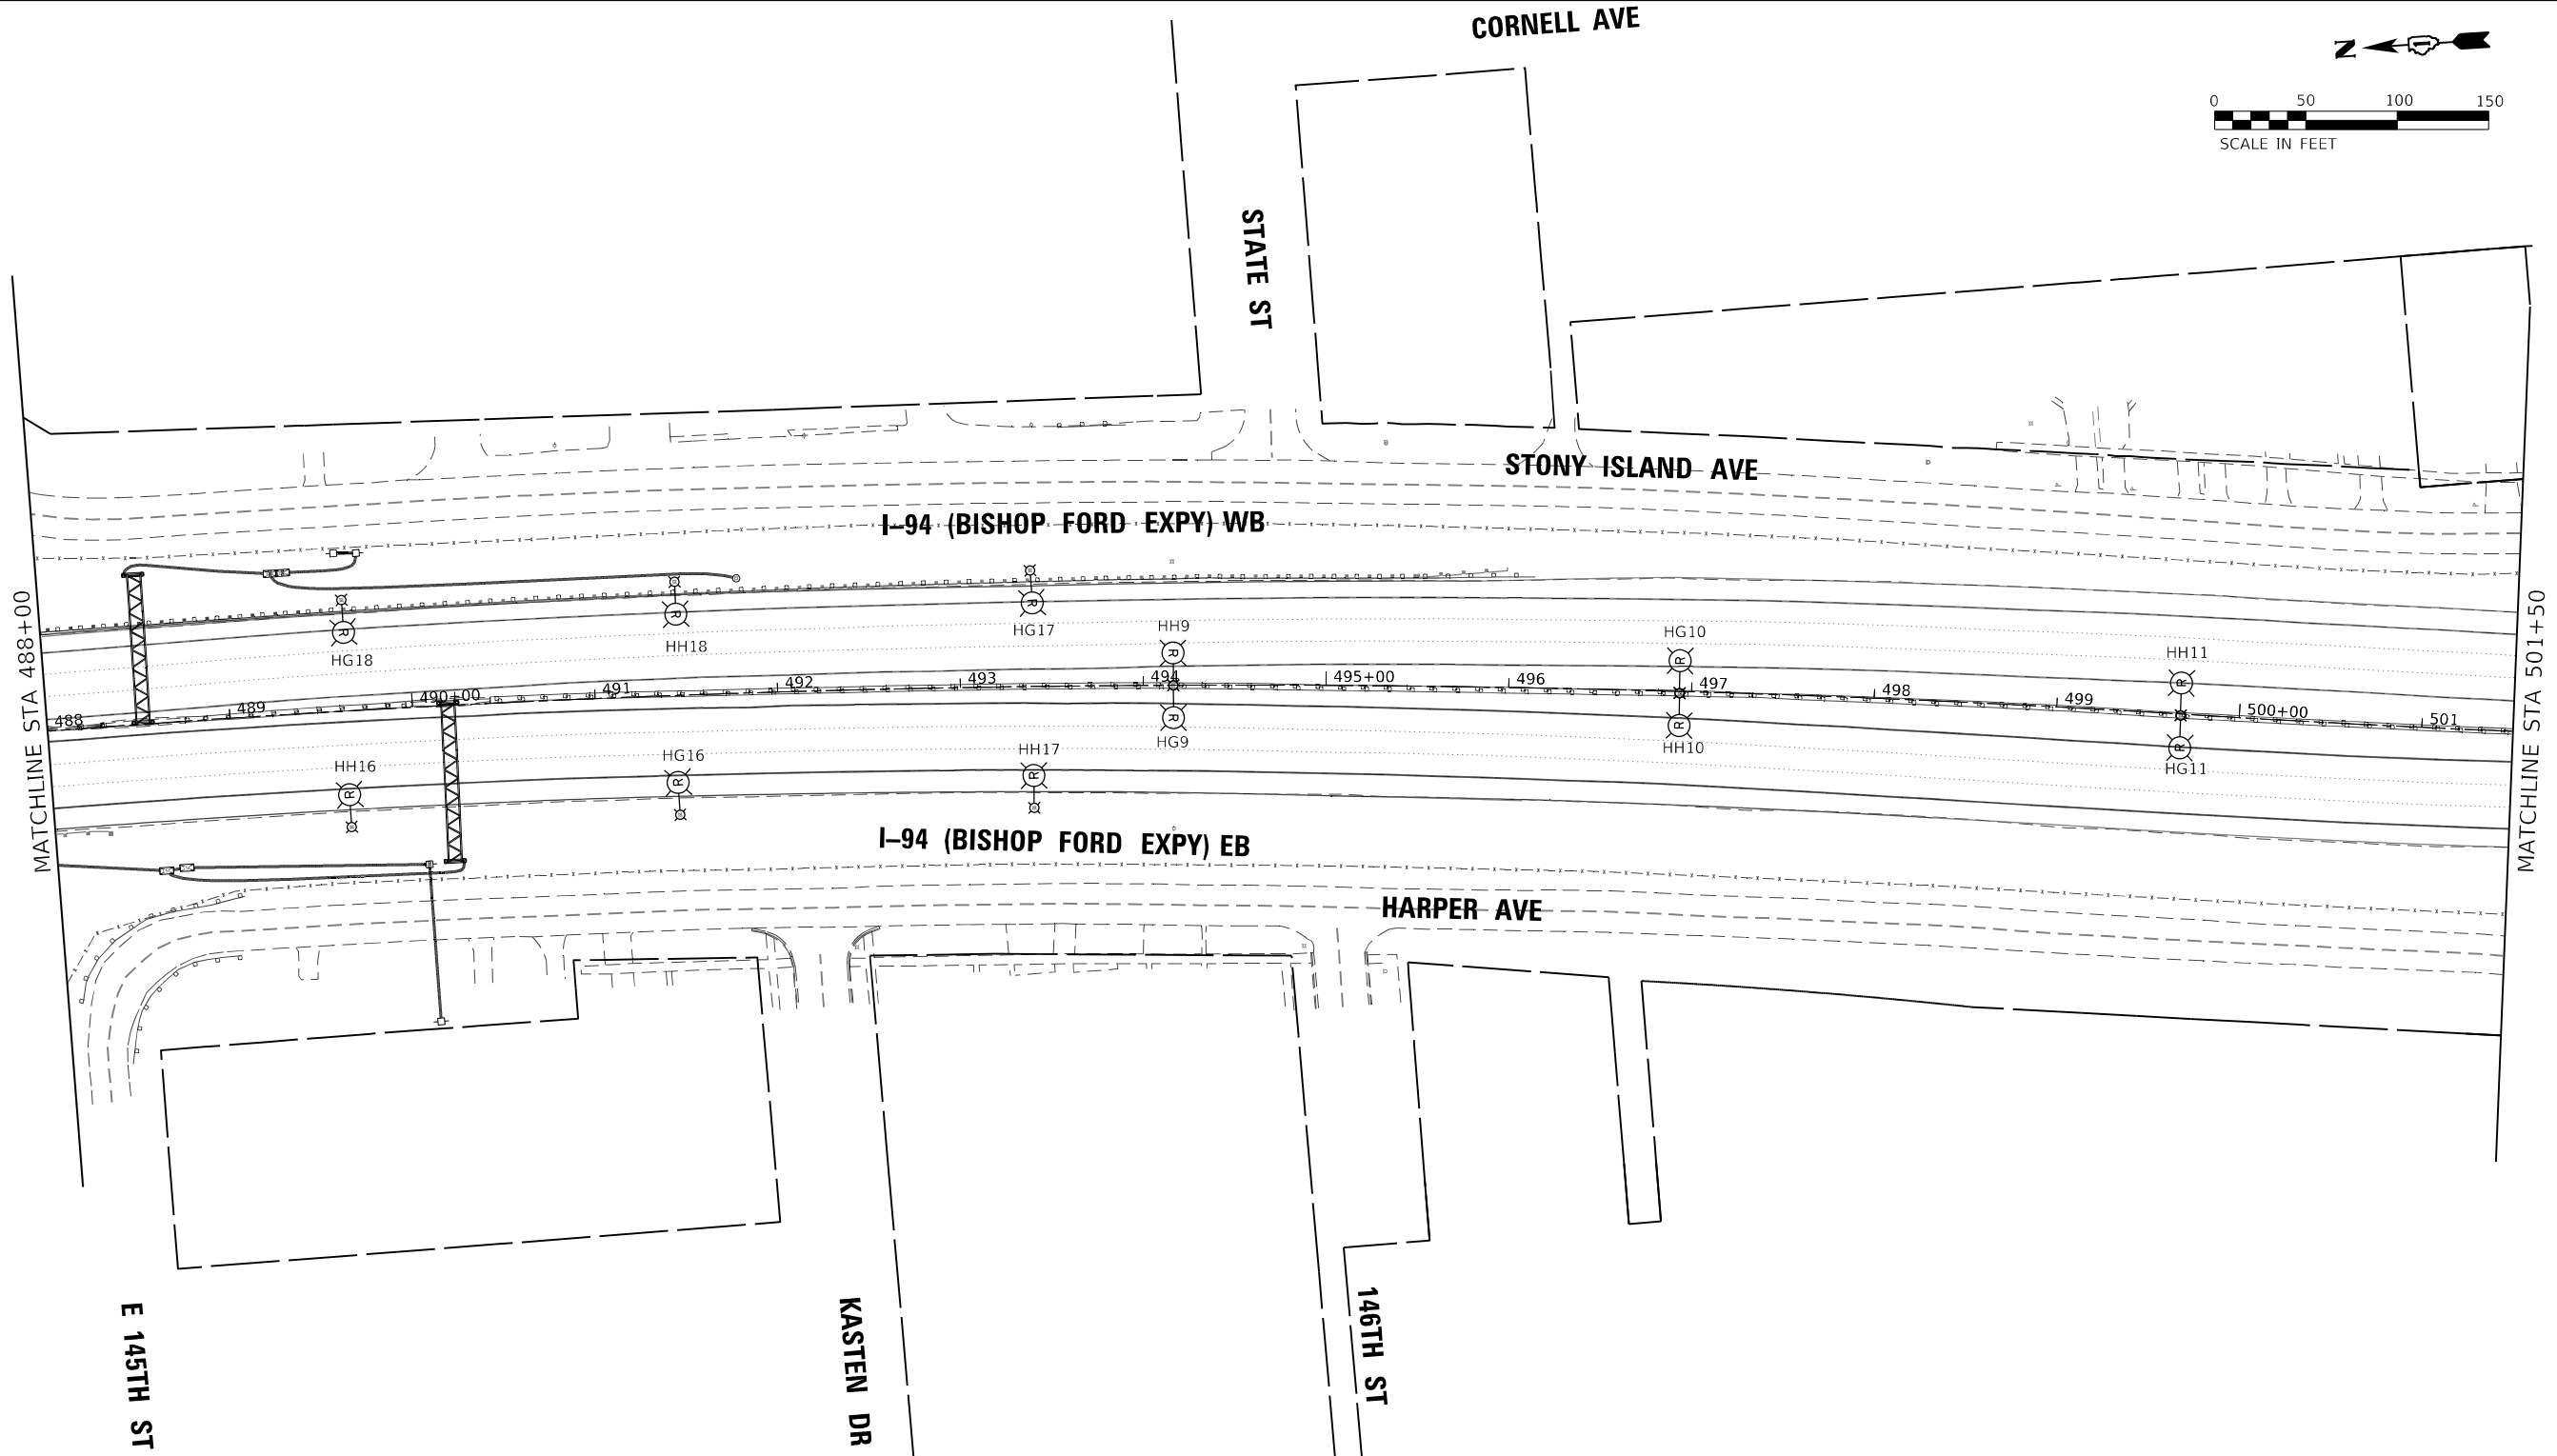 CORNELL AVE
N
0 50 100 150
SCALE IN FEET
STATE ST
STONY ISLAND AVE
I-94 (BISHOP FORD EXPY) WB
MATCHLINE STA 488+00
MATCHLINE STA 501+50
HG18
HH18
HG17
HH9
HG10
HH11
R
R
R
R
R
R
488
489
490+00
491
492
493
494
495+00
496
497
498
499
500+00
501
HH16
HG16
HH17
HG9
HH10
HG11
R
R
R
R
R
R
I-94 (BISHOP FORD EXPY) EB
HARPER AVE
E 145TH ST
KASTEN DR
146TH ST